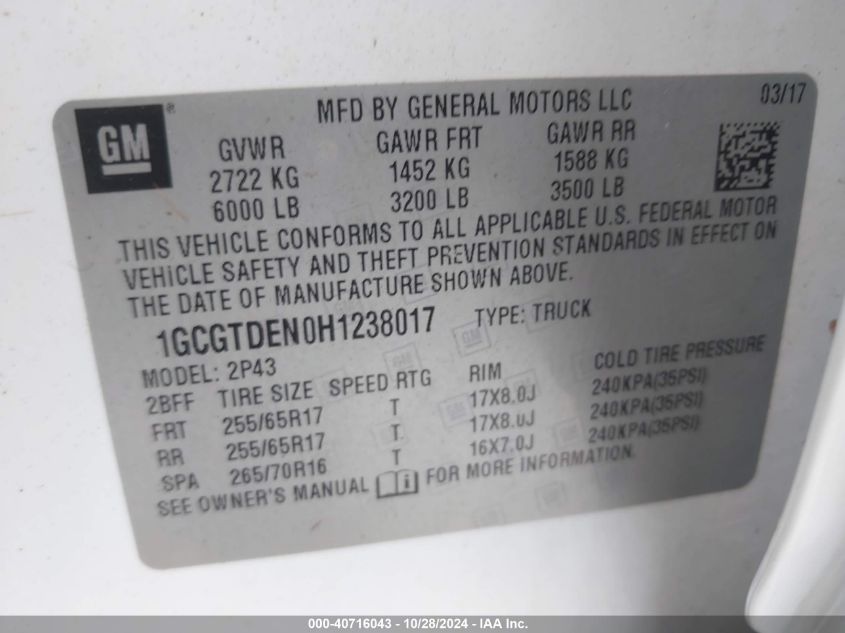 GM®
MFD BY GENERAL MOTORS LLC 03/17
GVWR GAWR FRT GAWR RR
2722 KG 1452 KG 1588 KG
6000 LB 3200 LB 3500 LB
THIS VEHICLE CONFORMS TO ALL APPLICABLE U.S. FEDERAL MOTOR
VEHICLE SAFETY AND THEFT PREVENTION STANDARDS IN EFFECT ON
THE DATE OF MANUFACTURE SHOWN ABOVE.
1GCGTDEN0H1238017 TYPE: TRUCK
MODEL: 2P43
2BFF TIRE SIZE SPEED RTG RIM COLD TIRE PRESSURE
FRT 255/65R17 T 17X8.0J 240KPA(35PSI)
RR 255/65R17 T 17X8.0J 240KPA(35PSI)
SPA 265/70R16 T 16X7.0J 240KPA(35PSI)
SEE OWNER'S MANUAL FOR MORE INFORMATION.
000-40716043 - 10/28/2024 - IAA Inc.